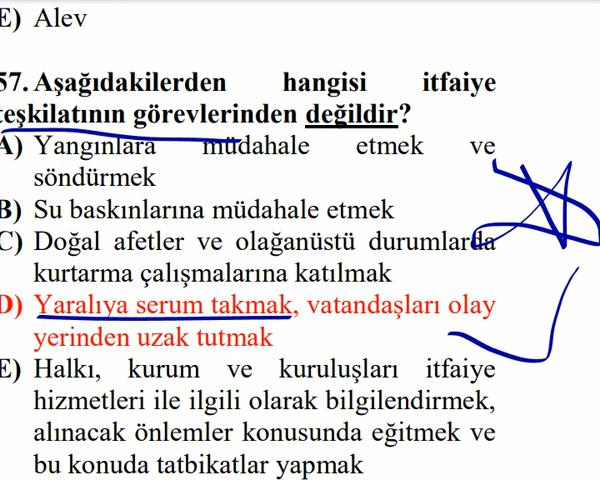 E) Alev
57. Aşağıdakilerden hangisi itfaiye
teşkilatının görevlerinden değildir?
A) Yangınlara müdahale etmek ve
söndürmek
B) Su baskınlarına müdahale etmek
C) Doğal afetler ve olağanüstü durumlarda
kurtarma çalışmalarına katılmak
D) Yaralıya serum takmak, vatandaşları olay
yerinden uzak tutmak
E) Halkı, kurum ve kuruluşları itfaiye
hizmetleri ile ilgili olarak bilgilendirmek,
alınacak önlemler konusunda eğitmek ve
bu konuda tatbikatlar yapmak